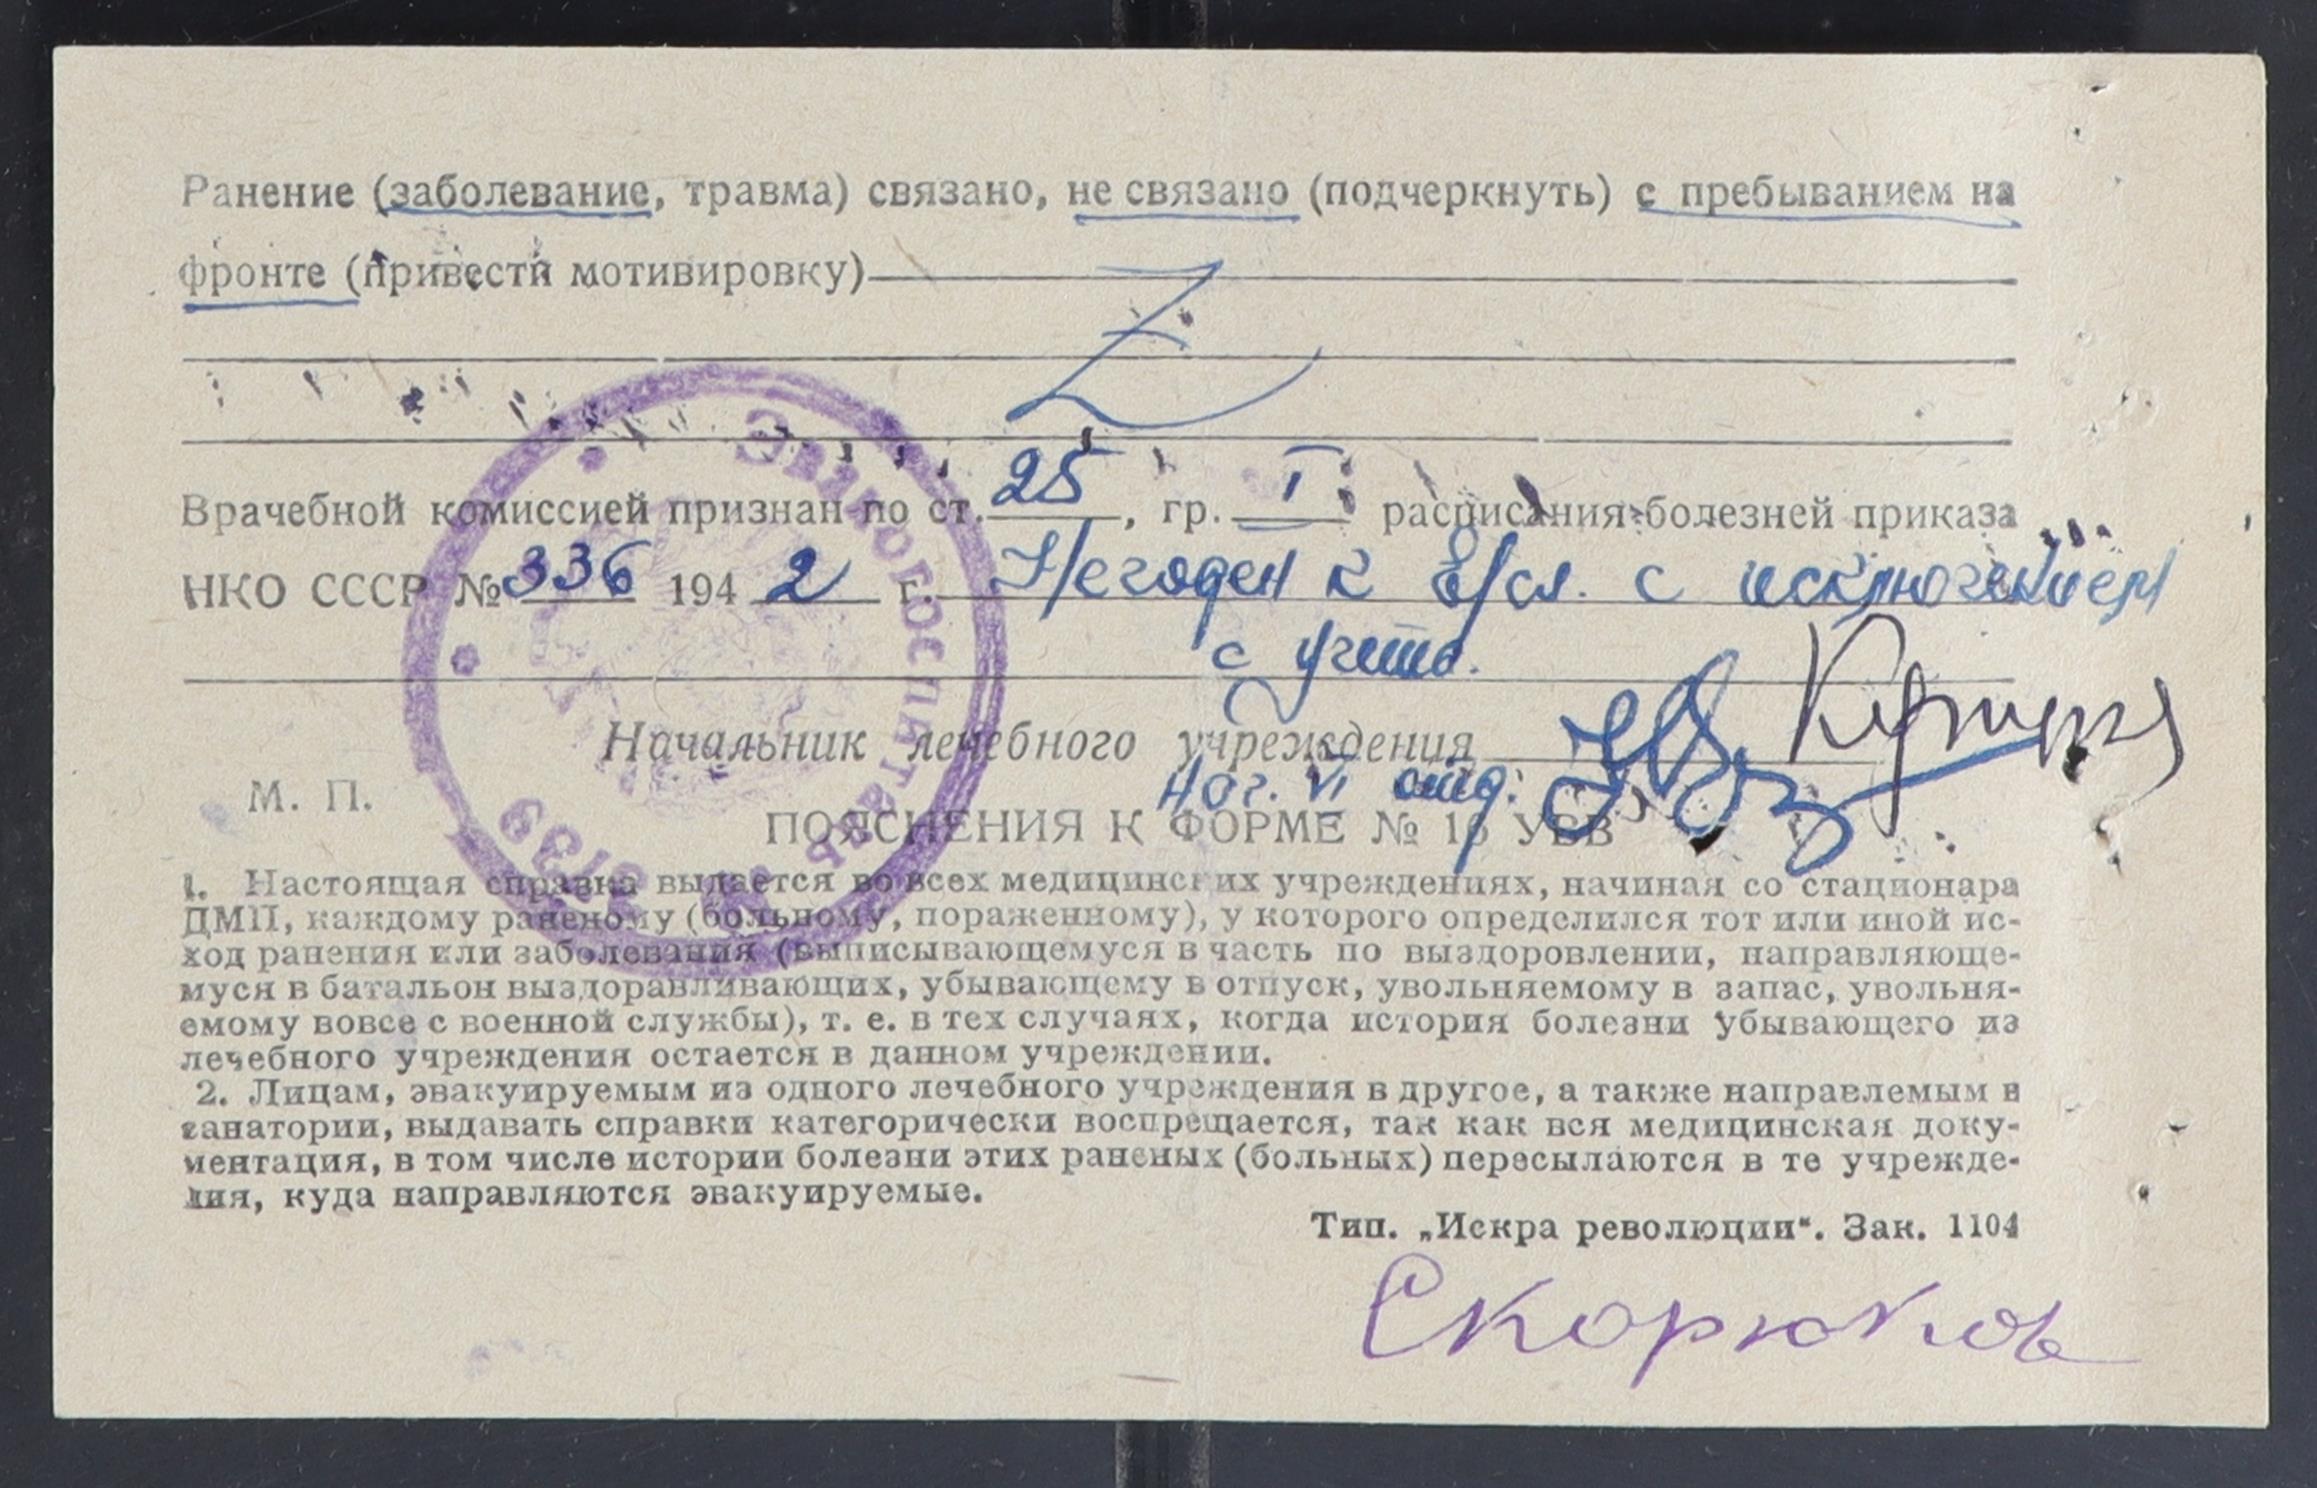 Ранение (заболевание, травма) связано, не связано (подчеркнуть) с пребыванием на
фронте (привести мотивировку)
Врачебной комиссией признан по ст. 25, гр. I расписания болезней приказа
НКО СССР № 336 1942 г. Негоден к в/сл. с исключением
с учета.
Начальник лечебного учреждения
Нач. VI отд:
М. П.
Эвакогоспиталь
№ 3739
ПОЯСНЕНИЯ К ФОРМЕ № 16 УВВ
1. Настоящая справка выдается во всех медицинских учреждениях, начиная со стационара
ДМП, каждому раненому (больному, пораженному), у которого определился тот или иной ис-
ход ранения или заболевания (выписывающемуся в часть по выздоровлении, направляюще-
муся в батальон выздоравливающих, убывающему в отпуск, увольняемому в запас, увольня-
емому вовсе с военной службы), т. е. в тех случаях, когда история болезни убывающего из
лечебного учреждения остается в данном учреждении.
2. Лицам, эвакуируемым из одного лечебного учреждения в другое, а также направлемым в
санатории, выдавать справки категорически воспрещается, так как вся медицинская доку-
ментация, в том числе истории болезни этих раненых (больных) пересылаются в те учрежде-
ния, куда направляются эвакуируемые.
Тип. „Искра революции“. Зак. 1104
Скорюков